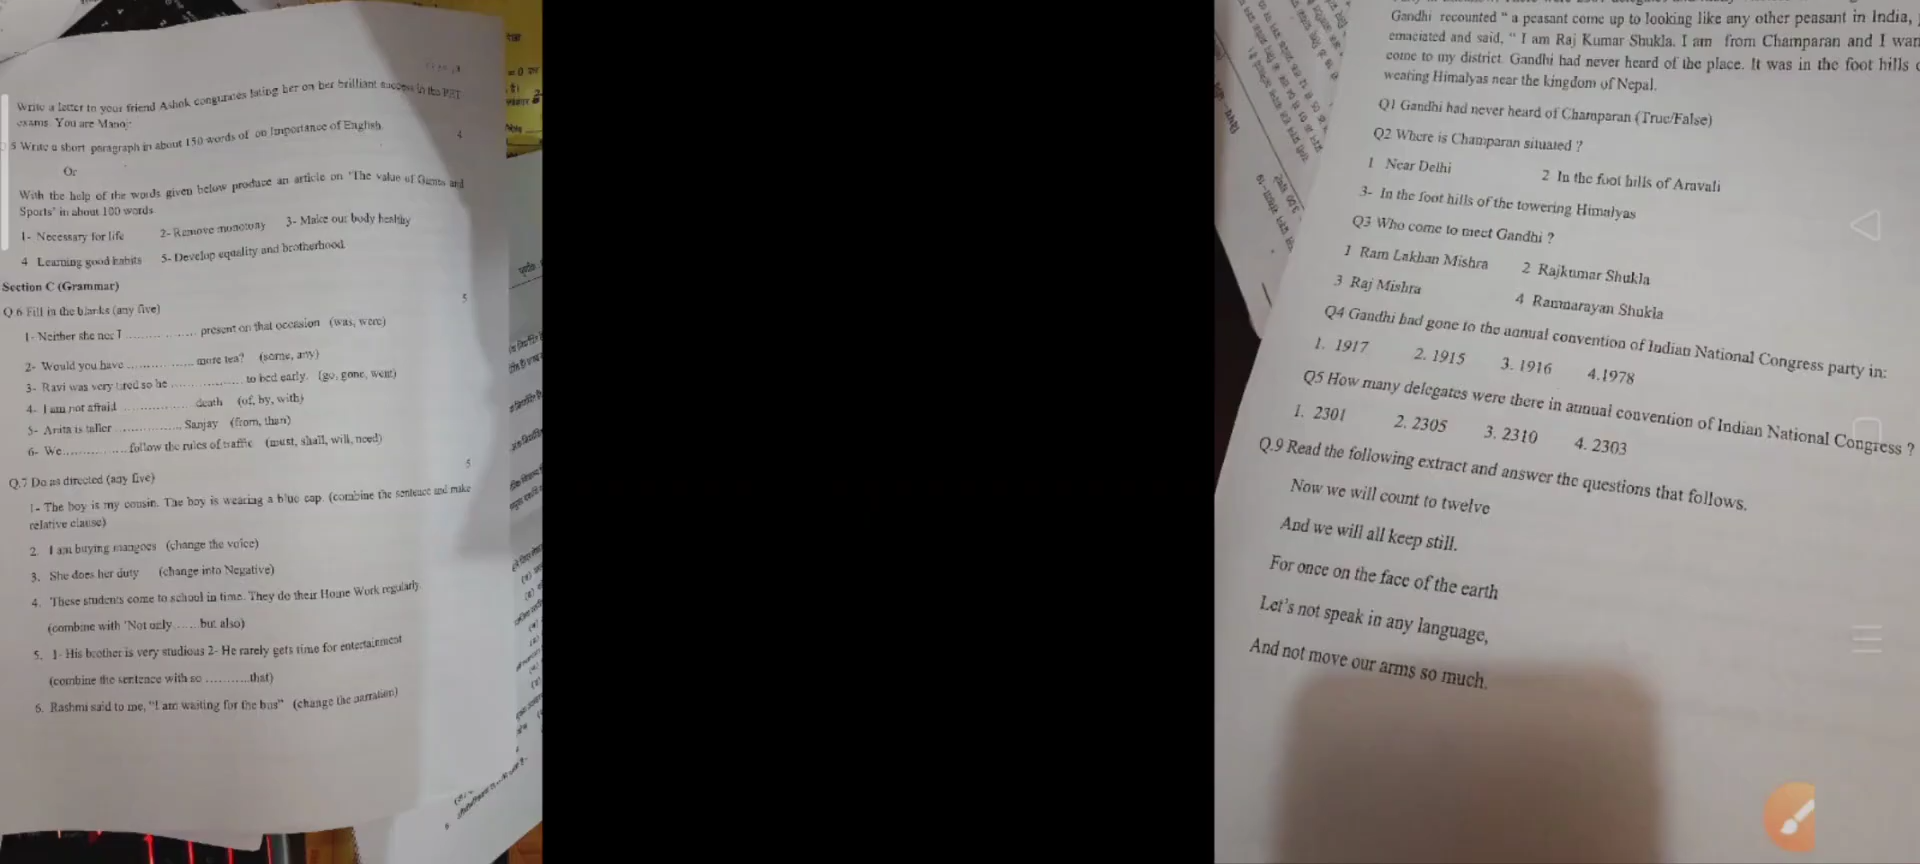 Write a letter to your friend Ashok congratulating her on her brilliant success in the PET
exams. You are Manoj.
5 Write a short paragraph in about 150 words of on Importance of English. 4
Or
With the help of the words given below produce an article on 'The value of Games and
Sports' in about 100 words.
1- Necessary for life 2- Remove monotony 3- Make our body healthy
4 Learning good habits 5- Develop equality and brotherhood.
Section C (Grammar)
Q.6 Fill in the blanks (any five) 5
1- Neither she nor I .................. present on that occasion (was, were)
2- Would you have .................. more tea? (some, any)
3- Ravi was very tired so he .................. to bed early. (go, gone, went)
4- I am not afraid .................. death (of, by, with)
5- Anita is taller .................. Sanjay (from, than)
6- We.................. follow the rules of traffic (must, shall, will, need)
Q.7 Do as directed (any five) 5
1- The boy is my cousin. The boy is wearing a blue cap. (combine the sentence and make
relative clause)
2. I am buying mangoes (change the voice)
3. She does her duty (change into Negative)
4. These students come to school in time. They do their Home Work regularly.
(combine with 'Not only...... but also)
5. 1- His brother is very studious 2- He rarely gets time for entertainment
(combine the sentence with so ...........that)
6. Rashmi said to me, "I am waiting for the bus" (change the narration)
Gandhi recounted " a peasant come up to looking like any other peasant in India,
emaciated and said, " I am Raj Kumar Shukla. I am from Champaran and I
come to my district. Gandhi had never heard of the place. It was in the foot hills
weating Himalyas near the kingdom of Nepal.
Q1 Gandhi had never heard of Champaran (True/False)
Q2 Where is Champaran situated ?
1 Near Delhi 2 In the foot hills of Aravali
3- In the foot hills of the towering Himalyas
Q3 Who come to meet Gandhi ?
1 Ram Lakhan Mishra 2 Rajkumar Shukla
3 Raj Mishra 4 Ramnarayan Shukla
Q4 Gandhi had gone to the annual convention of Indian National Congress party in:
1. 1917 2. 1915 3. 1916 4.1978
Q5 How many delegates were there in annual convention of Indian National Congress ?
1. 2301 2. 2305 3. 2310 4. 2303
Q.9 Read the following extract and answer the questions that follows.
Now we will count to twelve
And we will all keep still.
For once on the face of the earth
Let's not speak in any language,
And not move our arms so much.